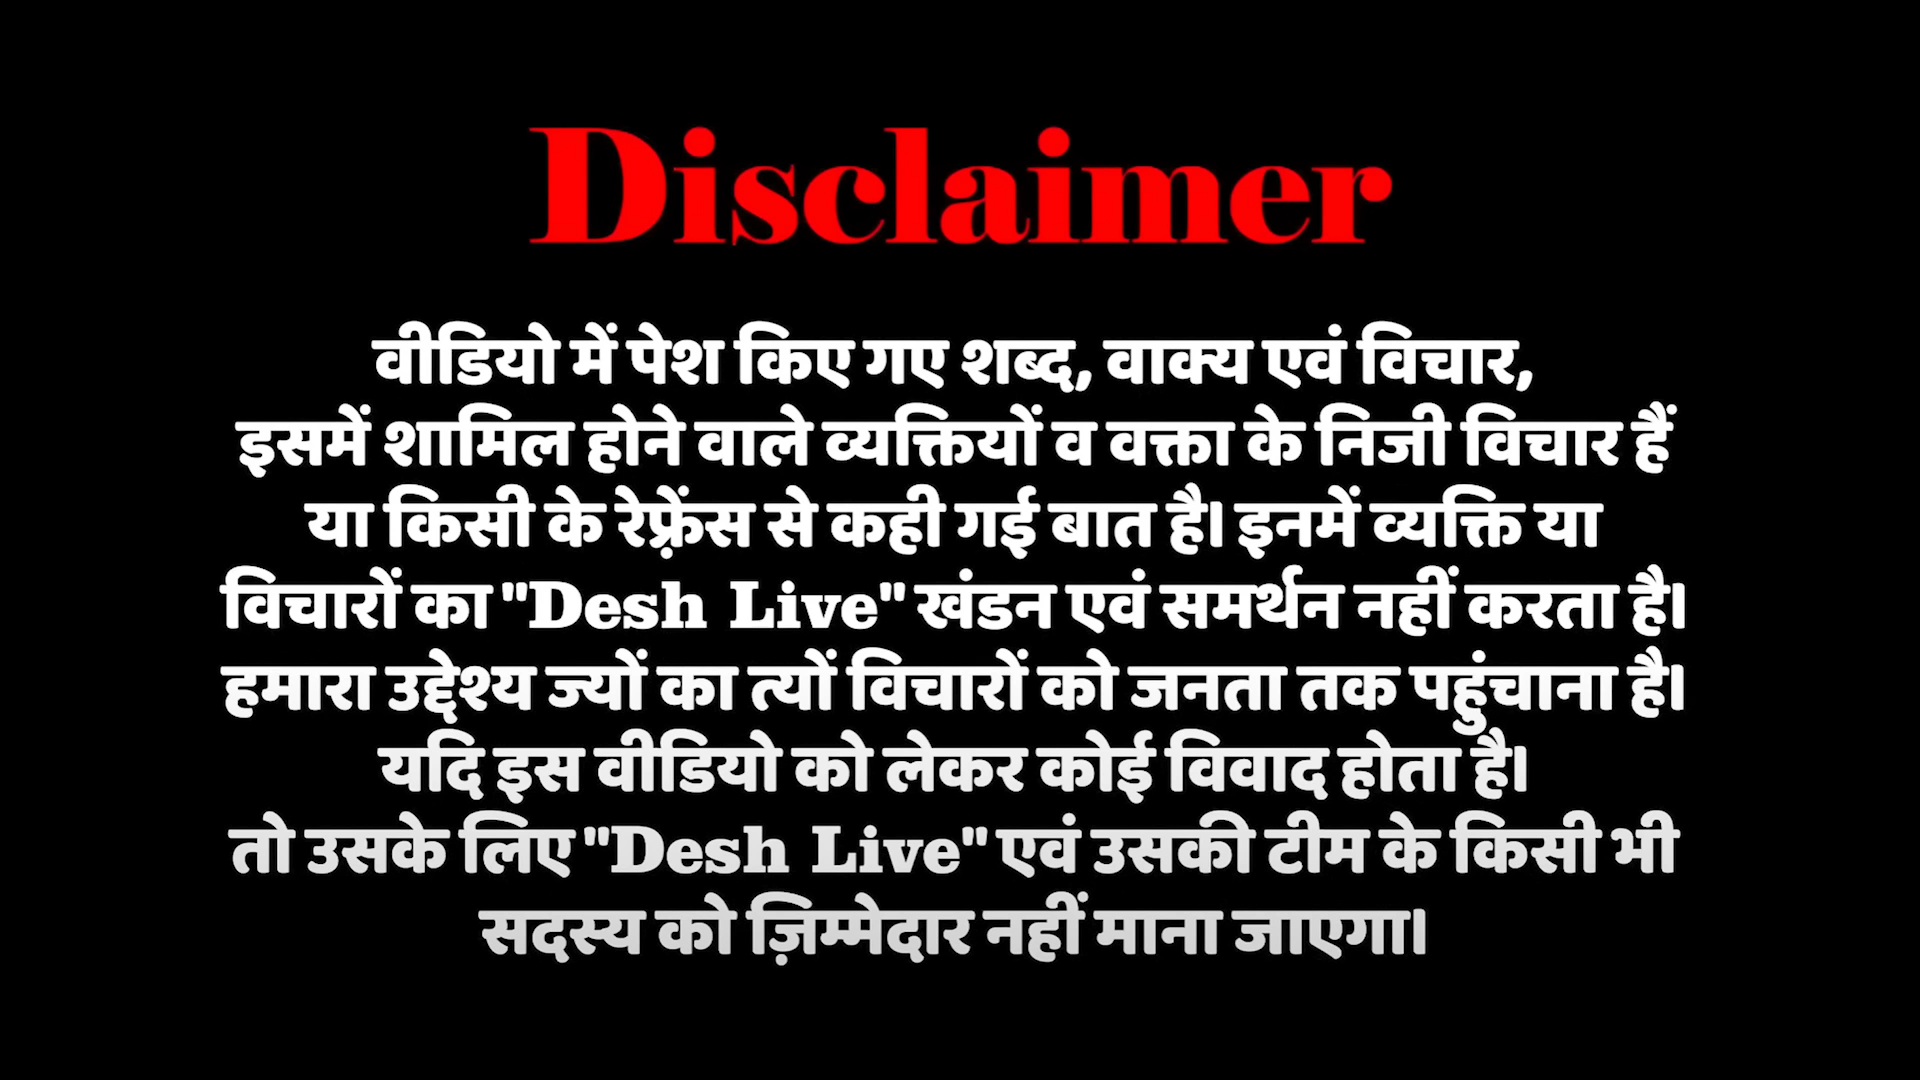 Disclaimer
वीडियो में पेश किए गए शब्द, वाक्य एवं विचार,
इसमें शामिल होने वाले व्यक्तियों व वक्ता के निजी विचार हैं
या किसी के रेफ़्रेंस से कही गई बात है। इनमें व्यक्ति या
विचारों का "Desh Live" खंडन एवं समर्थन नहीं करता है।
हमारा उद्देश्य ज्यों का त्यों विचारों को जनता तक पहुंचाना है।
यदि इस वीडियो को लेकर कोई विवाद होता है।
तो उसके लिए "Desh Live" एवं उसकी टीम के किसी भी
सदस्य को ज़िम्मेदार नहीं माना जाएगा।